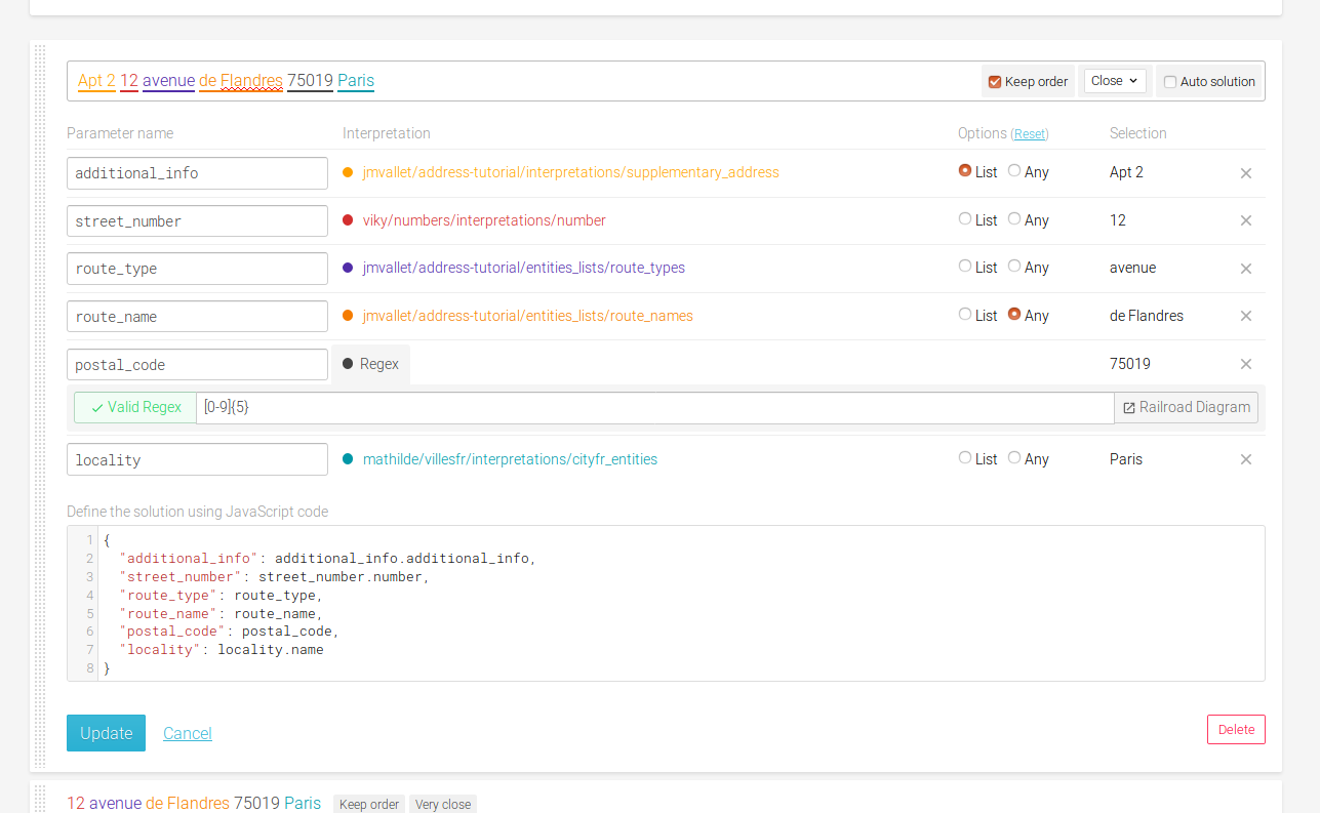 Apt 2 12 avenue de Flandres 75019 Paris Keep order Close Auto solution
Parameter name Interpretation Options (Reset) Selection
additional_info jmvallet/address-tutorial/interpretations/supplementary_address List Any Apt 2
street_number viky/numbers/interpretations/number List Any 12
route_type jmvallet/address-tutorial/entities_lists/route_types List Any avenue
route_name jmvallet/address-tutorial/entities_lists/route_names List Any de Flandres
postal_code Regex 75019
Valid Regex [0-9]{5} Railroad Diagram
locality mathilde/villesfr/interpretations/cityfr_entities List Any Paris
Define the solution using JavaScript code
1 {
2 "additional_info": additional_info.additional_info,
3 "street_number": street_number.number,
4 "route_type": route_type,
5 "route_name": route_name,
6 "postal_code": postal_code,
7 "locality": locality.name
8 }
Update Cancel Delete
12 avenue de Flandres 75019 Paris Keep order Very close